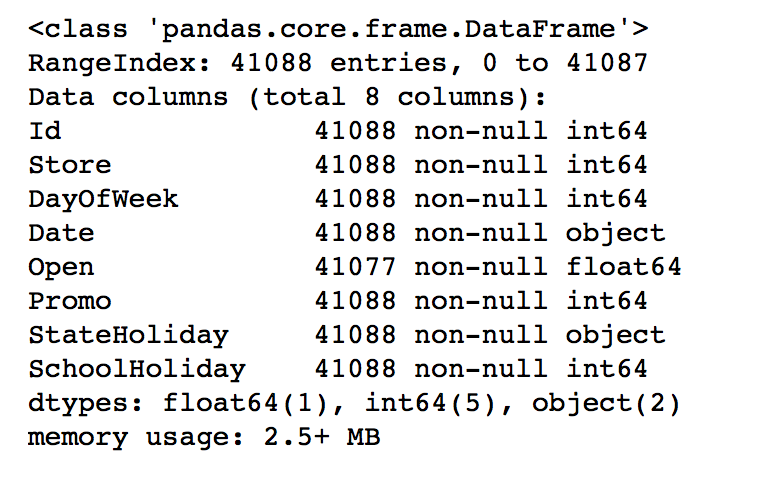 <class 'pandas.core.frame.DataFrame'>
RangeIndex: 41088 entries, 0 to 41087
Data columns (total 8 columns):
Id               41088 non-null int64
Store            41088 non-null int64
DayOfWeek        41088 non-null int64
Date             41088 non-null object
Open             41077 non-null float64
Promo            41088 non-null int64
StateHoliday     41088 non-null object
SchoolHoliday    41088 non-null int64
dtypes: float64(1), int64(5), object(2)
memory usage: 2.5+ MB